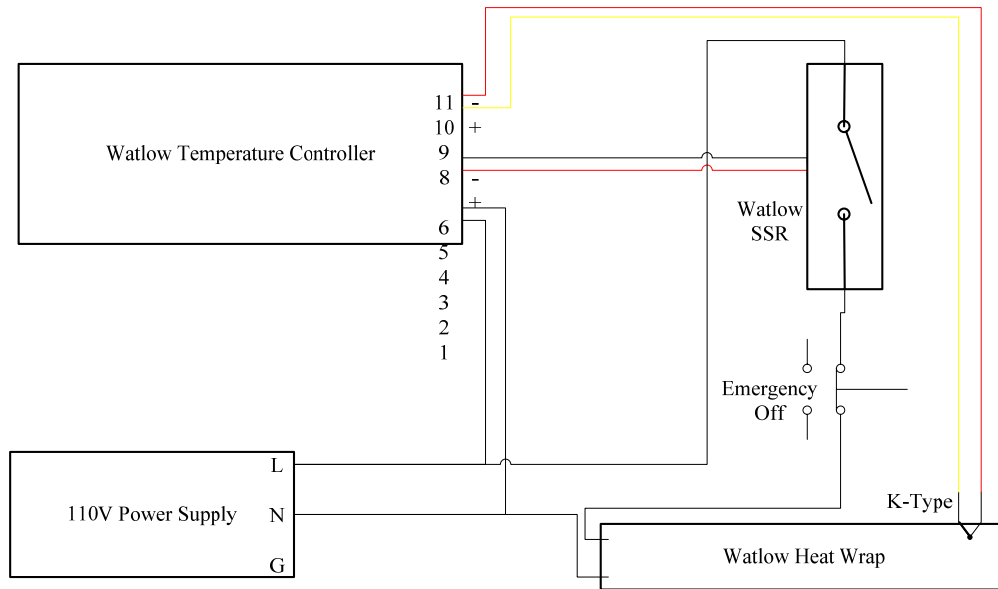 11 -
10 +
Watlow Temperature Controller
9
8 -
+
6
5
4
3
2
1
Watlow
SSR
Emergency
Off
L
110V Power Supply
N
G
K-Type
Watlow Heat Wrap